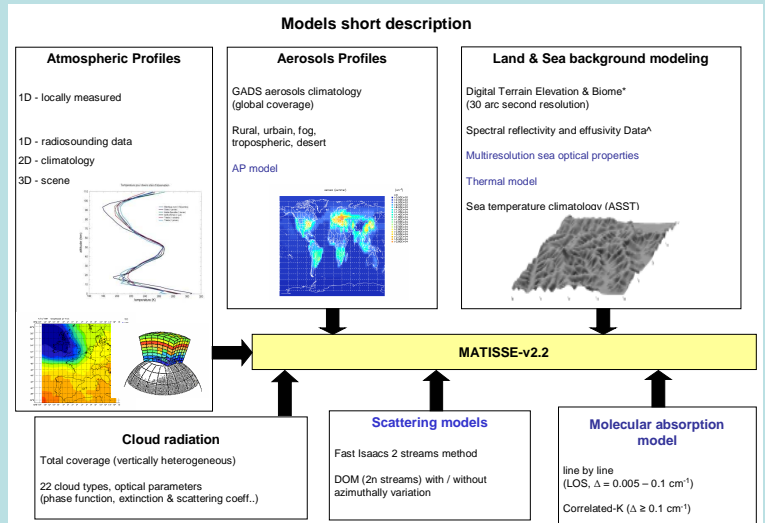 Models short description
Atmospheric Profiles
1D - locally measured
1D - radiosounding data
2D - climatology
3D - scene
Aerosols Profiles
GADS aerosols climatology
(global coverage)
Rural, urbain, fog,
tropospheric, desert
AP model
Land & Sea background modeling
Digital Terrain Elevation & Biome*
(30 arc second resolution)
Spectral reflectivity and effusivity Data^
Multiresolution sea optical properties
Thermal model
Sea temperature climatology (ASST)
MATISSE-v2.2
Cloud radiation
Total coverage (vertically heterogeneous)
22 cloud types, optical parameters
(phase function, extinction & scattering coeff..)
Scattering models
Fast Isaacs 2 streams method
DOM (2n streams) with / without
azimuthally variation
Molecular absorption
model
line by line
(LOS, Δ = 0.005 – 0.1 cm⁻¹)
Correlated-K (Δ ≥ 0.1 cm⁻¹)